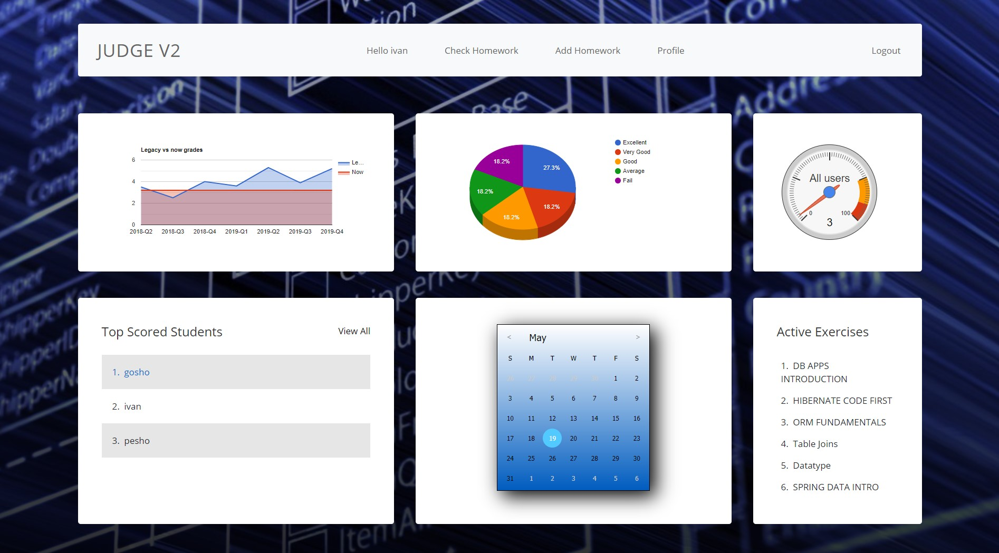 JUDGE V2
Hello ivan
Check Homework
Add Homework
Profile
Logout
Legacy vs now grades
6
4
2
0
2018-Q2 2018-Q3 2018-Q4 2019-Q1 2019-Q2 2019-Q3 2019-Q4
Le...
Now
27.3%
18.2%
18.2%
18.2%
18.2%
Excellent
Very Good
Good
Average
Fail
All users
0
100
3
Top Scored Students
View All
1. gosho
2. ivan
3. pesho
< May >
S M T W T F S
26 27 28 29 30 1 2
3 4 5 6 7 8 9
10 11 12 13 14 15 16
17 18 19 20 21 22 23
24 25 26 27 28 29 30
31 1 2 3 4 5 6
Active Exercises
1. DB APPS
INTRODUCTION
2. HIBERNATE CODE FIRST
3. ORM FUNDAMENTALS
4. Table Joins
5. Datatype
6. SPRING DATA INTRO
Salary
Base
Address
Country
ShipperKey